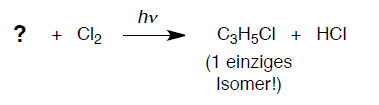 hν
? + Cl₂ C₃H₅Cl + HCl
(1 einziges
Isomer!)